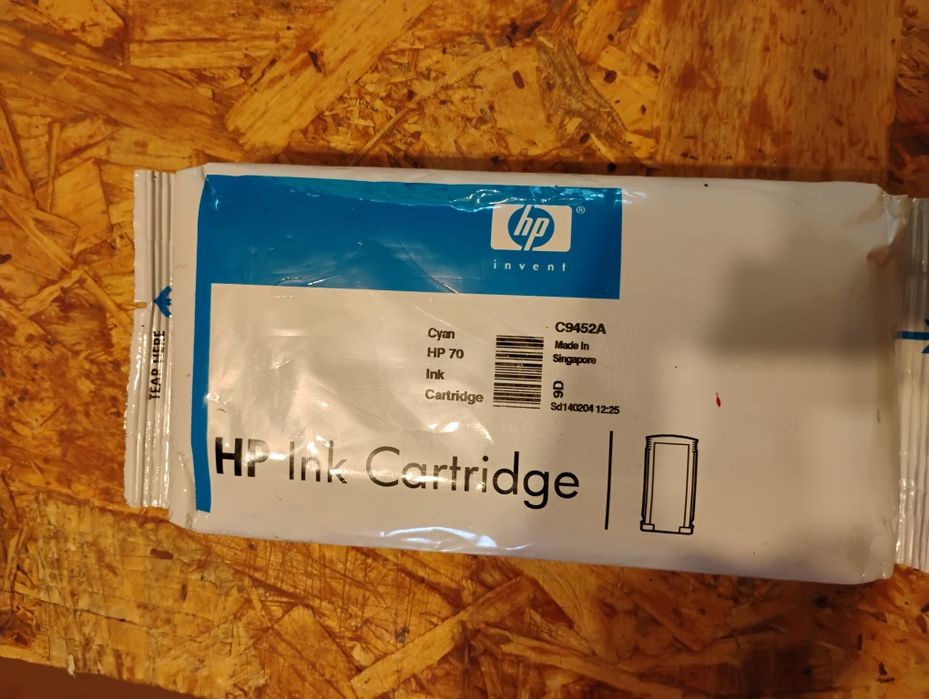 hp ®
invent
Cyan
HP 70
Ink
Cartridge
C9452A
Made In
Singapore
9D
Sd140204 12:25
HP Ink Cartridge
TEAR HERE